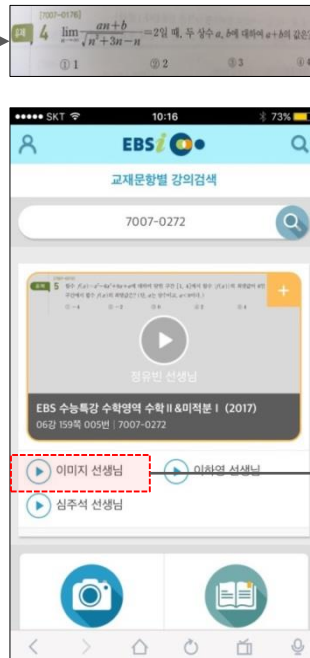 [7007-0176]
유제 4 lim n→∞ an+b / √n²+3n−n =2일 때, 두 상수 a, b에 대하여 a+b의 값은?
① 1 ② 2 ③ 3 ④ 4
SKT 10:16 73%
EBSi
교재문항별 강의검색
7007-0272
5
정유빈 선생님
EBS 수능특강 수학영역 수학Ⅱ&미적분Ⅰ (2017)
06강 159쪽 005번 | 7007-0272
이미지 선생님 이하영 선생님
심주석 선생님